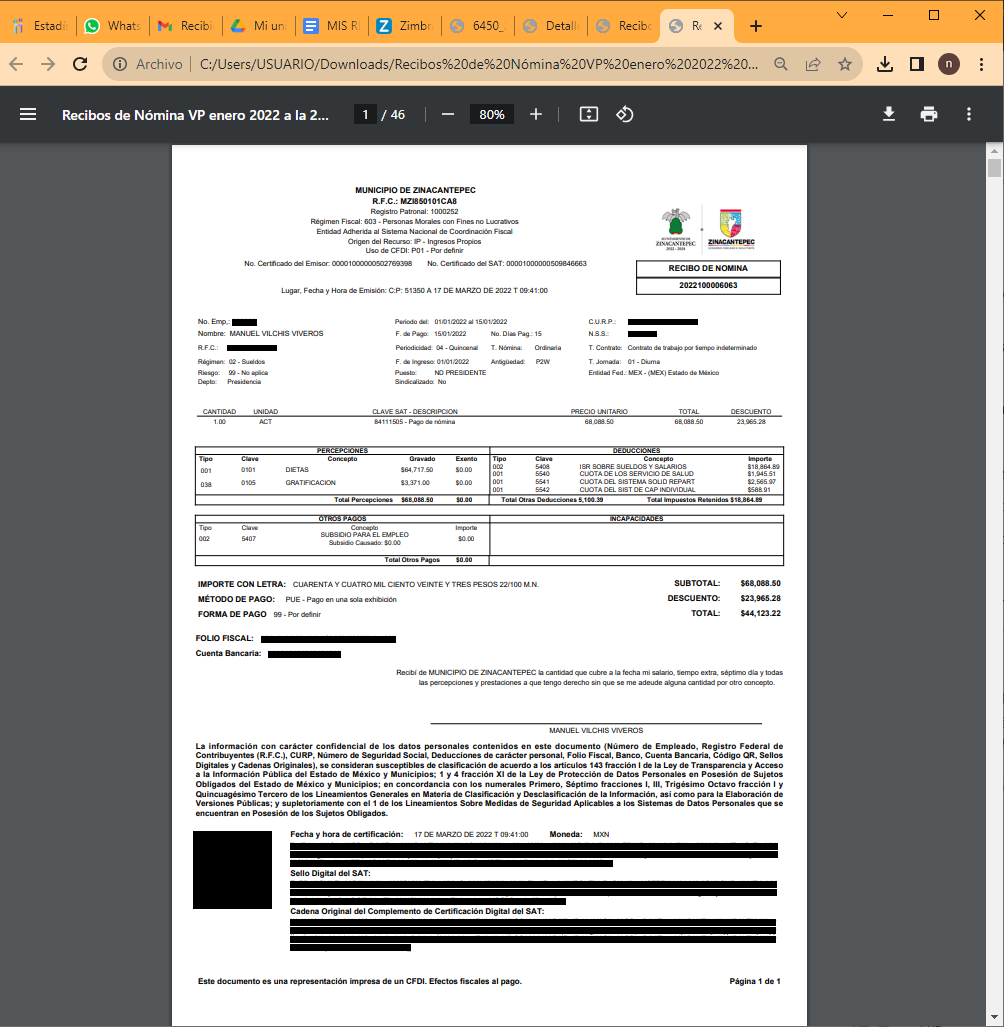 Estadí
Whats
Recibi
Mi un
MIS RI
Zimbr
6450_
Detall
Recibo
Re
Archivo
C:/Users/USUARIO/Downloads/Recibos%20de%20Nómina%20VP%20enero%202022%20...
n
Recibos de Nómina VP enero 2022 a la 2...
1 / 46
80%
MUNICIPIO DE ZINACANTEPEC
R.F.C.: MZI850101CA8
Registro Patronal: 1000252
Régimen Fiscal: 603 - Personas Morales con Fines no Lucrativos
Entidad Adherida al Sistema Nacional de Coordinación Fiscal
Origen del Recurso: IP - Ingresos Propios
Uso de CFDI: P01 - Por definir
No. Certificado del Emisor: 00001000000502769398 No. Certificado del SAT: 00001000000509846663
Lugar, Fecha y Hora de Emisión: C:P: 51350 A 17 DE MARZO DE 2022 T 09:41:00
ZINACANTEPEC
ZINACANTEPEC
RECIBO DE NOMINA
2022100006063
No. Emp,: Periodo del: 01/01/2022 al 15/01/2022 C.U.R.P.:
Nombre: MANUEL VILCHIS VIVEROS F. de Pago: 15/01/2022 No. Días Pag.: 15 N.S.S.:
R.F.C.: Periodicidad: 04 - Quincenal T. Nómina: Ordinaria T. Contrato: Contrato de trabajo por tiempo indeterminado
Régimen: 02 - Sueldos F. de Ingreso: 01/01/2022 Antigüedad: P2W T. Jornada: 01 - Diurna
Riesgo: 99 - No aplica Puesto: ND PRESIDENTE Entidad Fed.: MEX - (MEX) Estado de México
Depto: Presidencia Sindicalizado: No
CANTIDAD UNIDAD CLAVE SAT - DESCRIPCION PRECIO UNITARIO TOTAL DESCUENTO
1.00 ACT 84111505 - Pago de nómina 68,088.50 68,088.50 23,965.28
PERCEPCIONES DEDUCCIONES
Tipo Clave Concepto Gravado Exento Tipo Clave Concepto Importe
001 0101 DIETAS $64,717.50 $0.00 002 5408 ISR SOBRE SUELDOS Y SALARIOS $18,864.89
001 5540 CUOTA DE LOS SERVICIO DE SALUD $1,945.51
038 0105 GRATIFICACION $3,371.00 $0.00 001 5541 CUOTA DEL SISTEMA SOLID REPART $2,565.97
001 5542 CUOTA DEL SIST DE CAP INDIVIDUAL $588.91
Total Percepciones $68,088.50 $0.00 Total Otras Deducciones 5,100.39 Total Impuestos Retenidos $18,864.89
OTROS PAGOS INCAPACIDADES
Tipo Clave Concepto Importe
002 5407 SUBSIDIO PARA EL EMPLEO $0.00
Subsidio Causado: $0.00
Total Otros Pagos $0.00
IMPORTE CON LETRA: CUARENTA Y CUATRO MIL CIENTO VEINTE Y TRES PESOS 22/100 M.N. SUBTOTAL: $68,088.50
MÉTODO DE PAGO: PUE - Pago en una sola exhibición DESCUENTO: $23,965.28
FORMA DE PAGO 99 - Por definir TOTAL: $44,123.22
FOLIO FISCAL:
Cuenta Bancaria:
Recibí de MUNICIPIO DE ZINACANTEPEC la cantidad que cubre a la fecha mi salario, tiempo extra, séptimo día y todas
las percepciones y prestaciones a que tengo derecho sin que se me adeude alguna cantidad por otro concepto.
MANUEL VILCHIS VIVEROS
La información con carácter confidencial de los datos personales contenidos en este documento (Número de Empleado, Registro Federal de
Contribuyentes (R.F.C.), CURP, Número de Seguridad Social, Deducciones de carácter personal, Folio Fiscal, Banco, Cuenta Bancaria, Código QR, Sellos
Digitales y Cadenas Originales), se consideran susceptibles de clasificación de acuerdo a los artículos 143 fracción I de la Ley de Transparencia y Acceso
a la Información Pública del Estado de México y Municipios; 1 y 4 fracción XI de la Ley de Protección de Datos Personales en Posesión de Sujetos
Obligados del Estado de México y Municipios; en concordancia con los numerales Primero, Séptimo fracciones I, III, Trigésimo Octavo fracción I y
Quincuagésimo Tercero de los Lineamientos Generales en Materia de Clasificación y Desclasificación de la Información, así como para la Elaboración de
Versiones Públicas; y supletoriamente con el 1 de los Lineamientos Sobre Medidas de Seguridad Aplicables a los Sistemas de Datos Personales que se
encuentran en Posesión de los Sujetos Obligados.
Fecha y hora de certificación: 17 DE MARZO DE 2022 T 09:41:00 Moneda: MXN
Sello Digital del SAT:
Cadena Original del Complemento de Certificación Digital del SAT:
Este documento es una representación impresa de un CFDI. Efectos fiscales al pago. Página 1 de 1